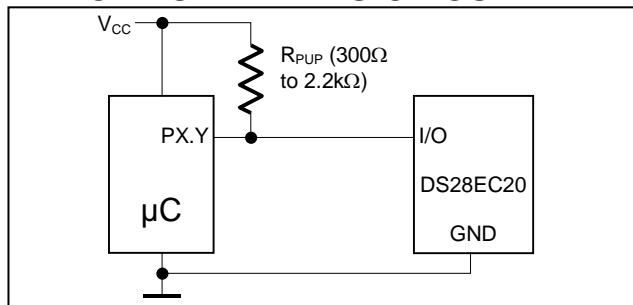 VCC
RPUP (300Ω
to 2.2kΩ)
PX.Y
I/O
DS28EC20
µC
GND